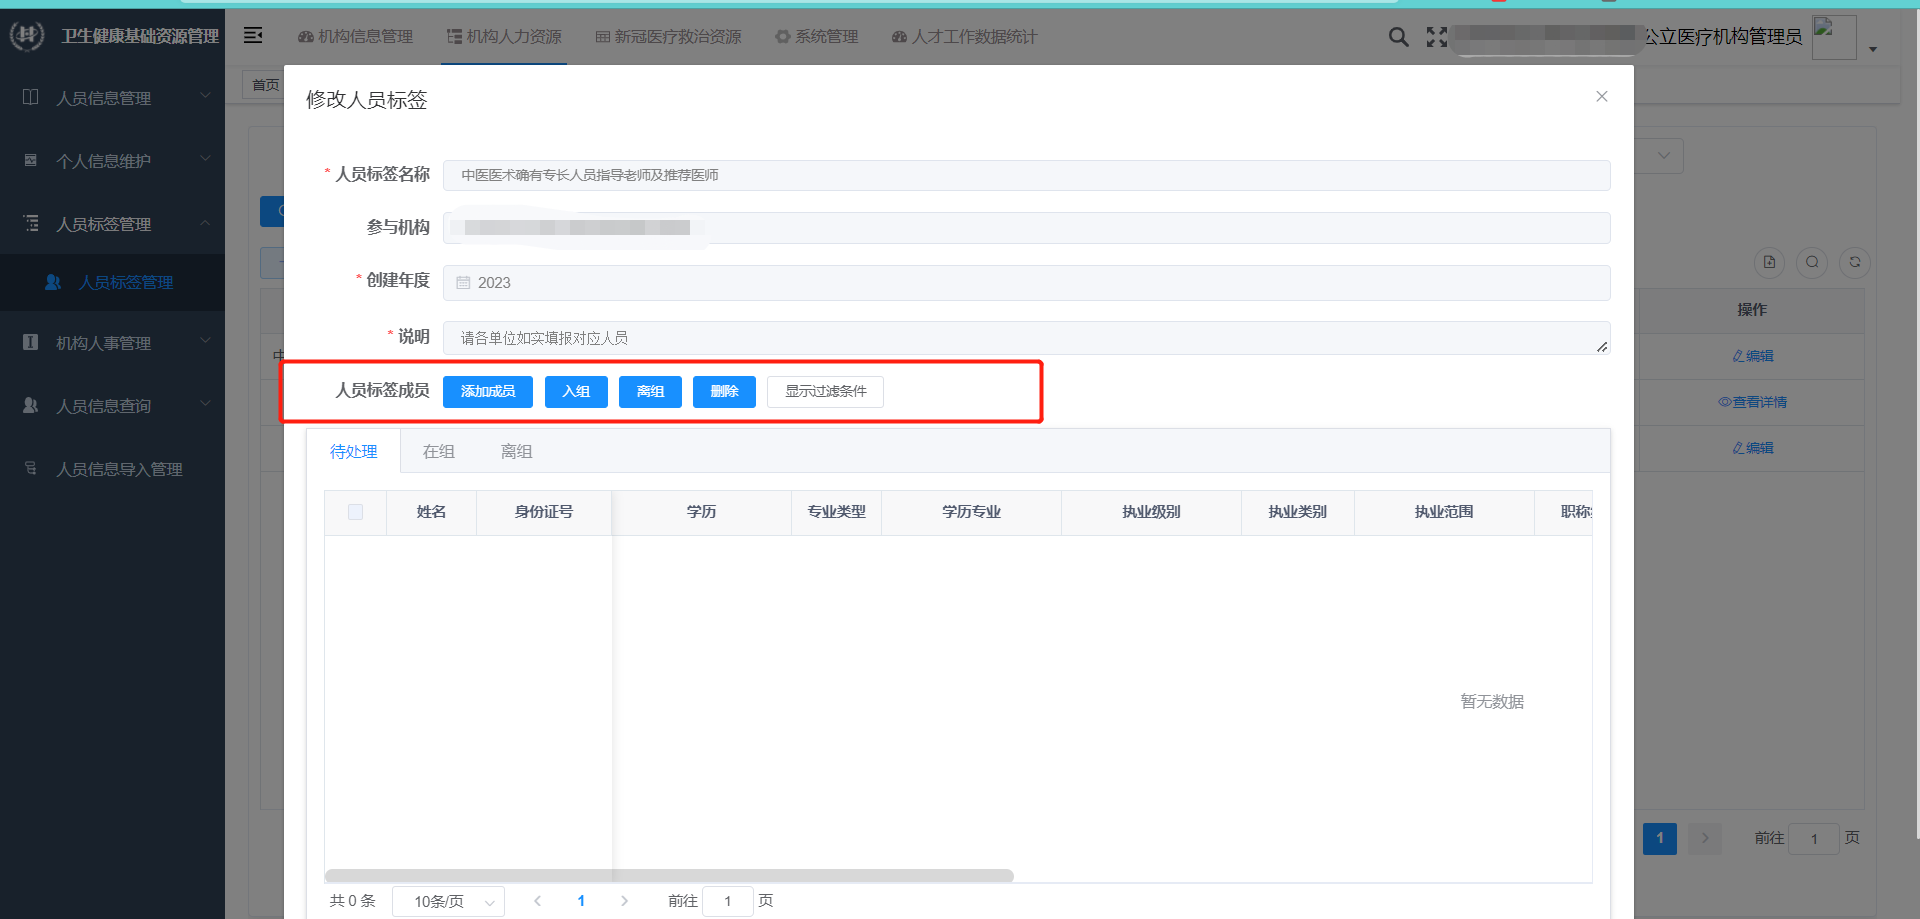 卫生健康基础资源管理
机构信息管理
机构人力资源
新冠医疗救治资源
系统管理
人才工作数据统计
公立医疗机构管理员
人员信息管理
个人信息维护
人员标签管理
人员标签管理
机构人事管理
人员信息查询
人员信息导入管理
首页
修改人员标签
* 人员标签名称 中医医术确有专长人员指导老师及推荐医师
参与机构
* 创建年度 2023
* 说明 请各单位如实填报对应人员
人员标签成员 添加成员 入组 离组 删除 显示过滤条件
待处理 在组 离组
姓名 身份证号 学历 专业类型 学历专业 执业级别 执业类别 执业范围 职称
暂无数据
共 0 条 10条/页 1 前往 1 页
中
操作
编辑
查看详情
编辑
1 前往 1 页